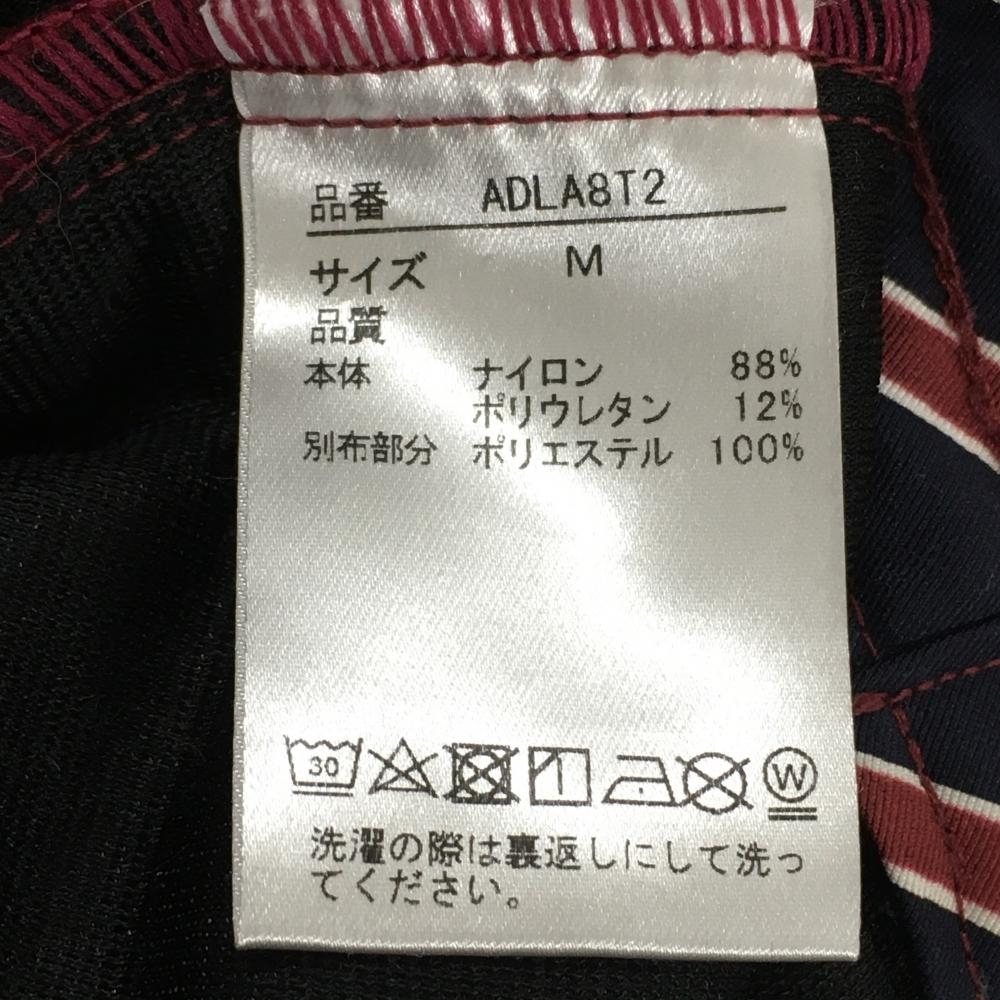 品番 ADLA8T2
サイズ M
品質
本体 ナイロン 88%
ポリウレタン 12%
別布部分 ポリエステル 100%
30 W
洗濯の際は裏返しにして洗っ
てください。